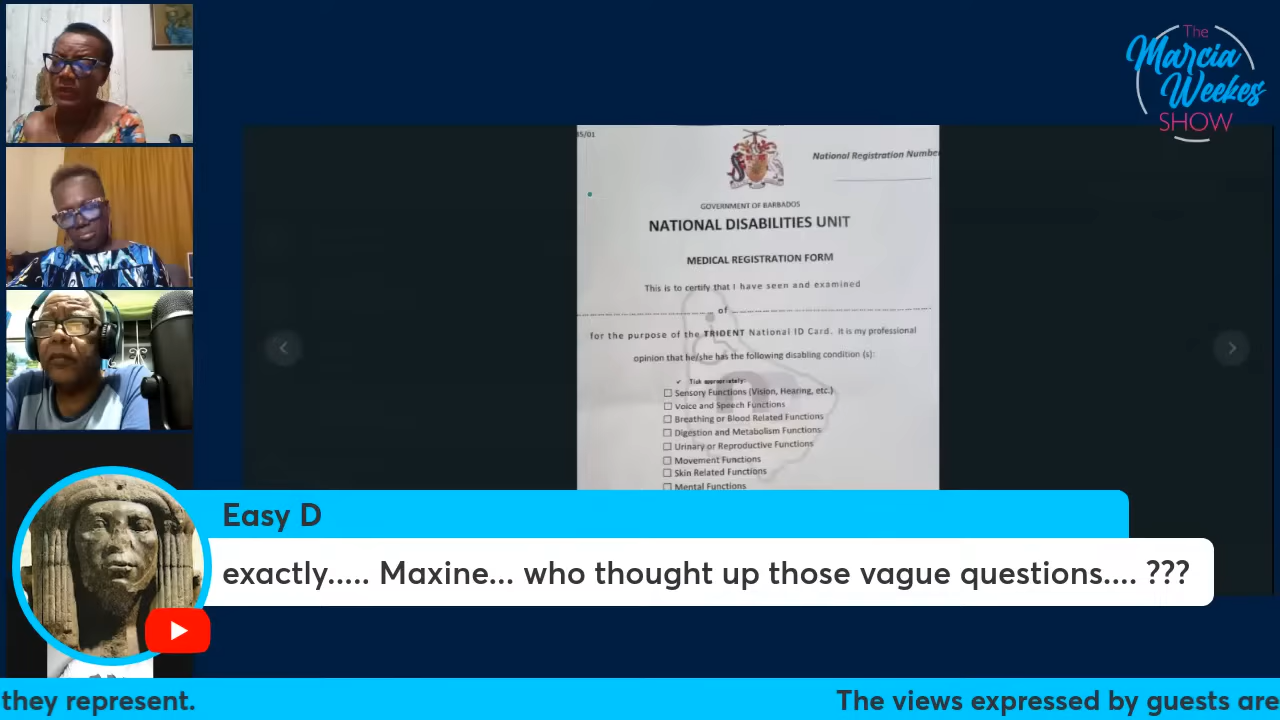 The
Marcia
Weekes
SHOW
15/01
National Registration Number
GOVERNMENT OF BARBADOS
NATIONAL DISABILITIES UNIT
MEDICAL REGISTRATION FORM
This is to certify that I have seen and examined
of
for the purpose of the TRIDENT National ID Card. It is my professional
opinion that he/she has the following disabling condition (s):
✓ Tick appropriately:
☐ Sensory Functions (Vision, Hearing, etc.)
☐ Voice and Speech Functions
☐ Breathing or Blood Related Functions
☐ Digestion and Metabolism Functions
☐ Urinary or Reproductive Functions
☐ Movement Functions
☐ Skin Related Functions
☐ Mental Functions
Easy D
exactly..... Maxine... who thought up those vague questions.... ???
they represent. The views expressed by guests are